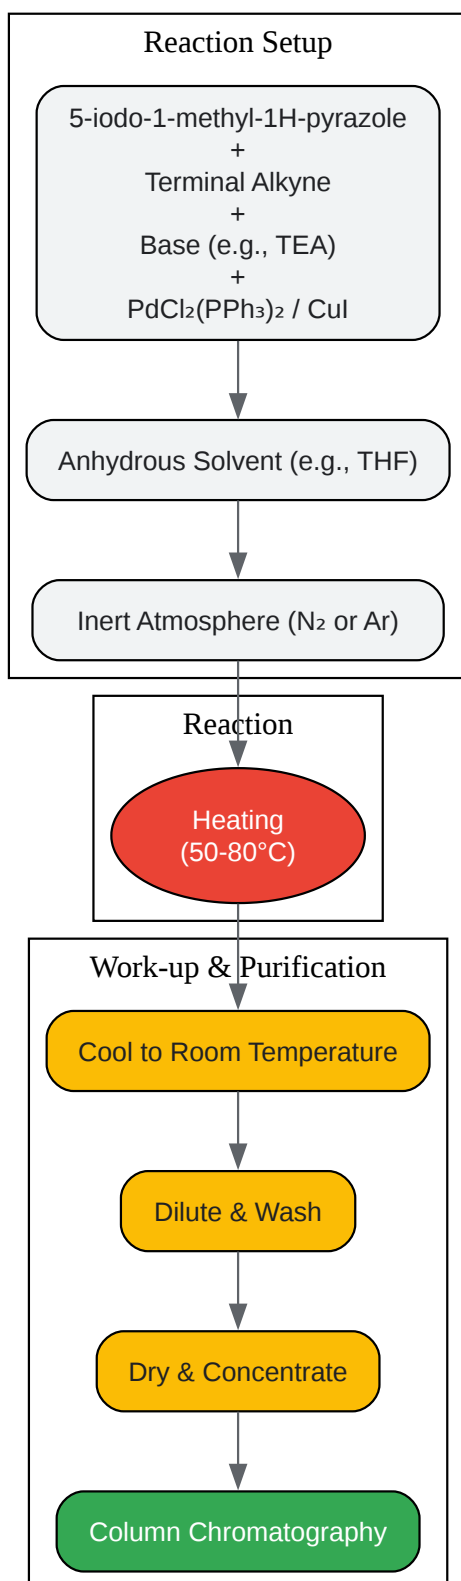 Reaction Setup
5-iodo-1-methyl-1H-pyrazole
+
Terminal Alkyne
+
Base (e.g., TEA)
+
PdCl₂(PPh₃)₂ / CuI
Anhydrous Solvent (e.g., THF)
Inert Atmosphere (N₂ or Ar)
Reaction
Heating
(50-80°C)
Work-up & Purification
Cool to Room Temperature
Dilute & Wash
Dry & Concentrate
Column Chromatography